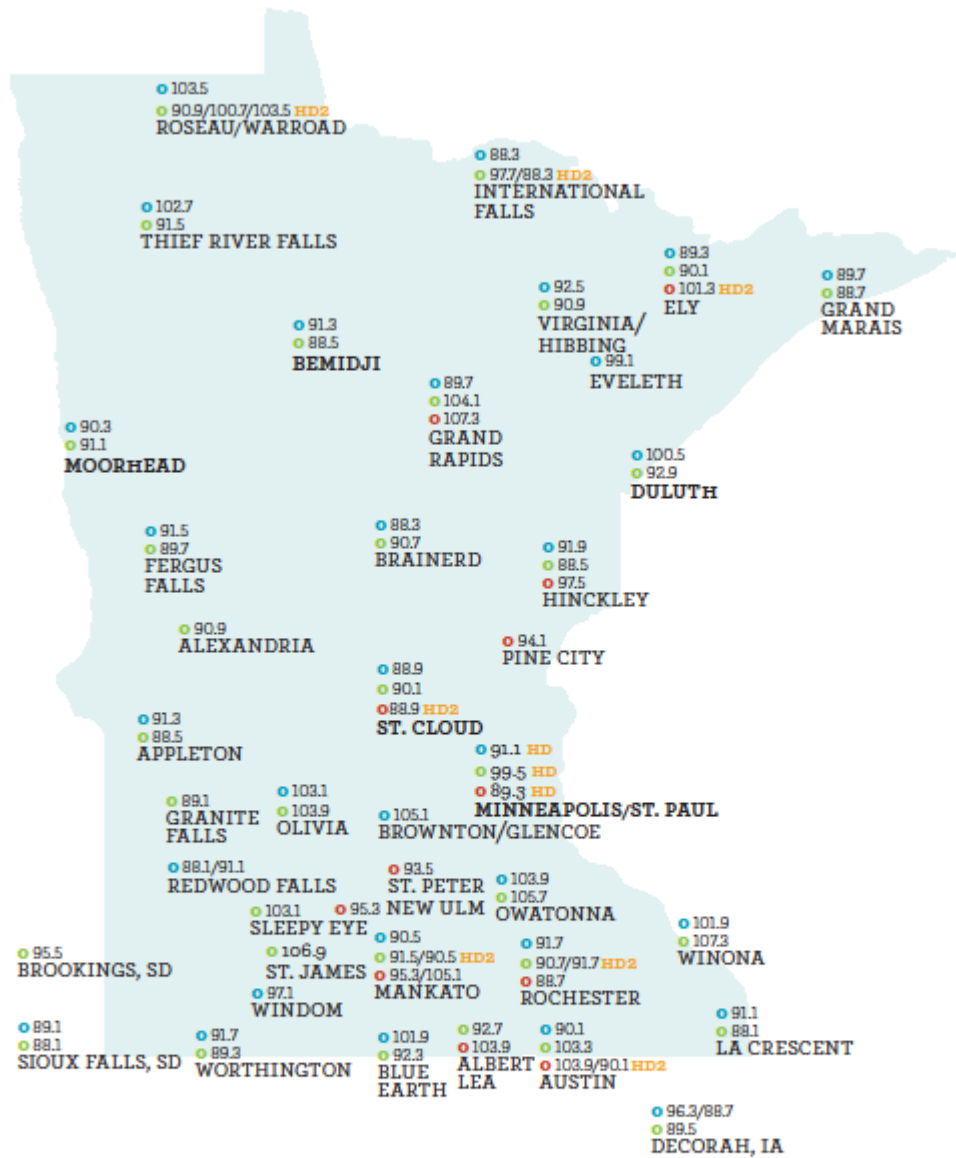 103.5
90.9/100.7/103.5 HD2
ROSEAU/WARROAD
88.3
97.7/88.3 HD2
INTERNATIONAL
FALLS
102.7
91.5
THIEF RIVER FALLS
89.3
90.1
101.3 HD2
ELY
89.7
88.7
GRAND
MARAIS
92.5
90.9
VIRGINIA/
HIBBING
99.1
EVELETH
91.3
88.5
BEMIDJI
89.7
104.1
107.3
GRAND
RAPIDS
90.3
91.1
MOORHEAD
100.5
92.9
DULUTH
91.5
89.7
FERGUS
FALLS
88.3
90.7
BRAINERD
91.9
88.5
97.5
HINCKLEY
90.9
ALEXANDRIA
94.1
PINE CITY
88.9
90.1
88.9 HD2
ST. CLOUD
91.3
88.5
APPLETON
91.1 HD
99.5 HD
89.3 HD
MINNEAPOLIS/ST. PAUL
89.1
GRANITE
FALLS
103.1
103.9
OLIVIA
105.1
BROWNTON/GLENCOE
88.1/91.1
REDWOOD FALLS
93.5
ST. PETER
95.3 NEW ULM
103.9
105.7
OWATONNA
103.1
SLEEPY EYE
101.9
107.3
WINONA
95.5
BROOKINGS, SD
106.9
ST. JAMES
90.5
91.5/90.5 HD2
95.3/105.1
MANKATO
91.7
90.7/91.7 HD2
88.7
ROCHESTER
97.1
WINDOM
91.1
88.1
LA CRESCENT
89.1
88.1
SIOUX FALLS, SD
91.7
89.3
WORTHINGTON
101.9
92.3
BLUE
EARTH
92.7
103.9
ALBERT
LEA
90.1
103.3
103.9/90.1 HD2
AUSTIN
96.3/88.7
89.5
DECORAH, IA